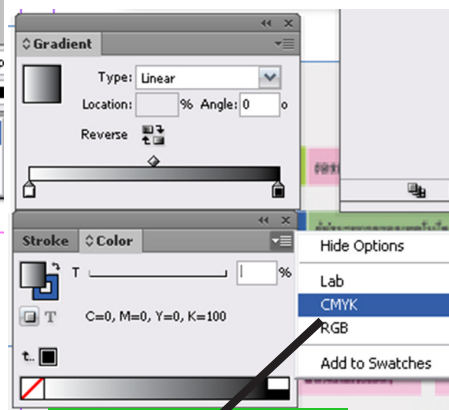 Gradient
Type: Linear
Location: % Angle: 0 o
Reverse
Stroke Color
T %
T C=0, M=0, Y=0, K=100
t..
Hide Options
Lab
CMYK
RGB
Add to Swatches